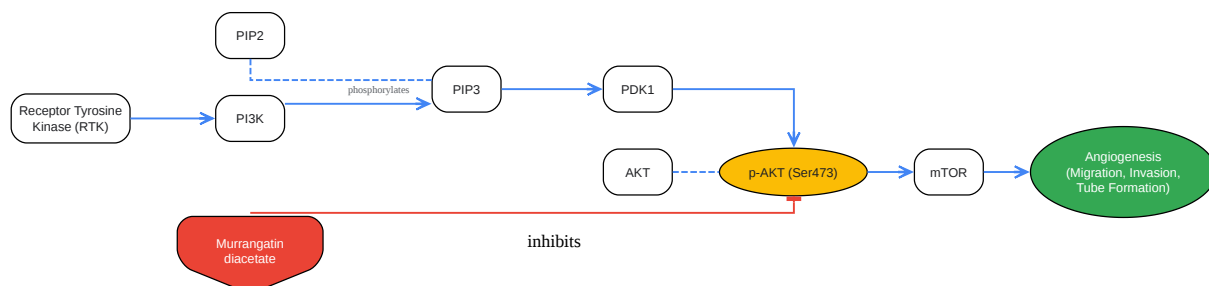 PIP2
phosphorylates
PIP3
PDK1
Receptor Tyrosine
Kinase (RTK)
PI3K
AKT
p-AKT (Ser473)
mTOR
Angiogenesis
(Migration, Invasion,
Tube Formation)
Murrangatin
diacetate
inhibits